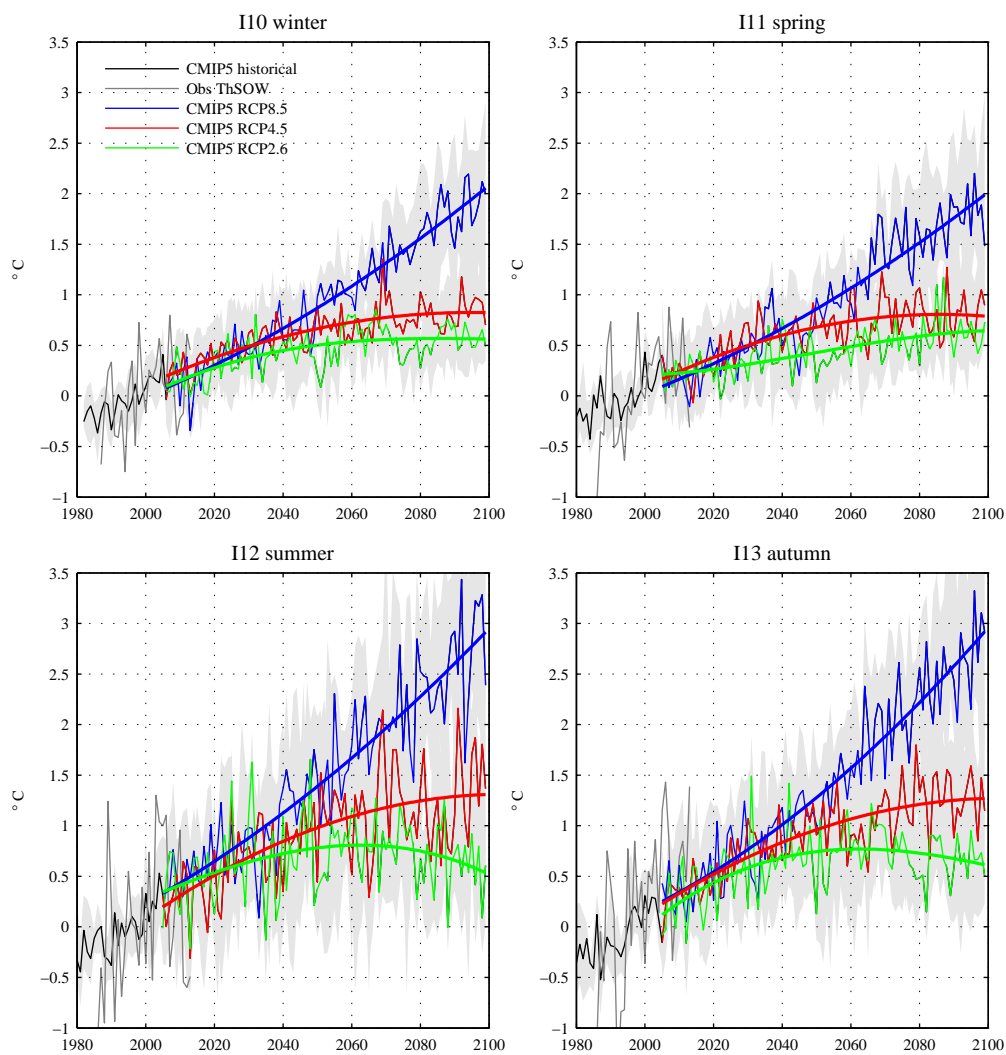 I10 winter
3.5
3
2.5
2
1.5
1
0.5
0
−0.5
−1
° C
CMIP5 historical
Obs ThSOW
CMIP5 RCP8.5
CMIP5 RCP4.5
CMIP5 RCP2.6
1980 2000 2020 2040 2060 2080 2100
I11 spring
3.5
3
2.5
2
1.5
1
0.5
0
−0.5
−1
° C
1980 2000 2020 2040 2060 2080 2100
I12 summer
3.5
3
2.5
2
1.5
1
0.5
0
−0.5
−1
° C
1980 2000 2020 2040 2060 2080 2100
I13 autumn
3.5
3
2.5
2
1.5
1
0.5
0
−0.5
−1
° C
1980 2000 2020 2040 2060 2080 2100